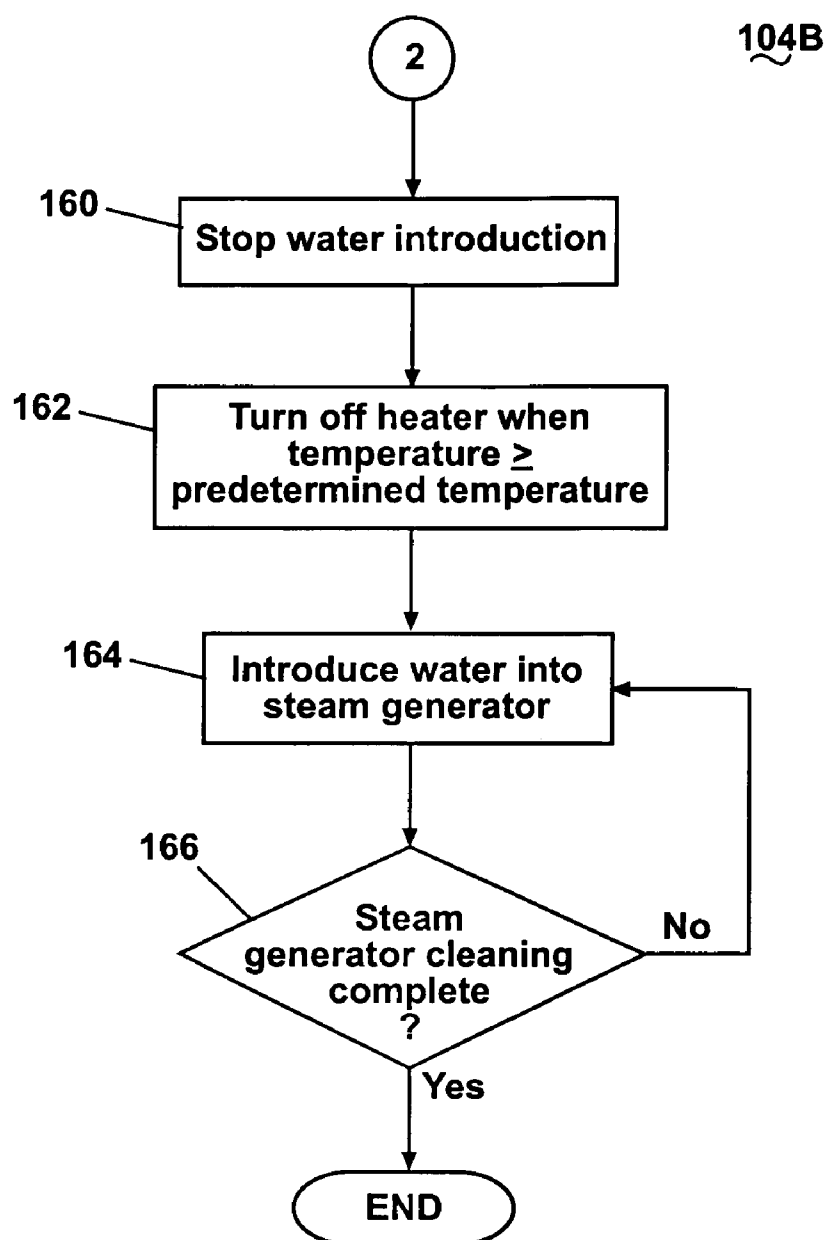 104B
2
160
Stop water introduction
162
Turn off heater when
temperature ≥
predetermined temperature
164
Introduce water into
steam generator
166
Steam
generator cleaning
complete
?
No
Yes
END